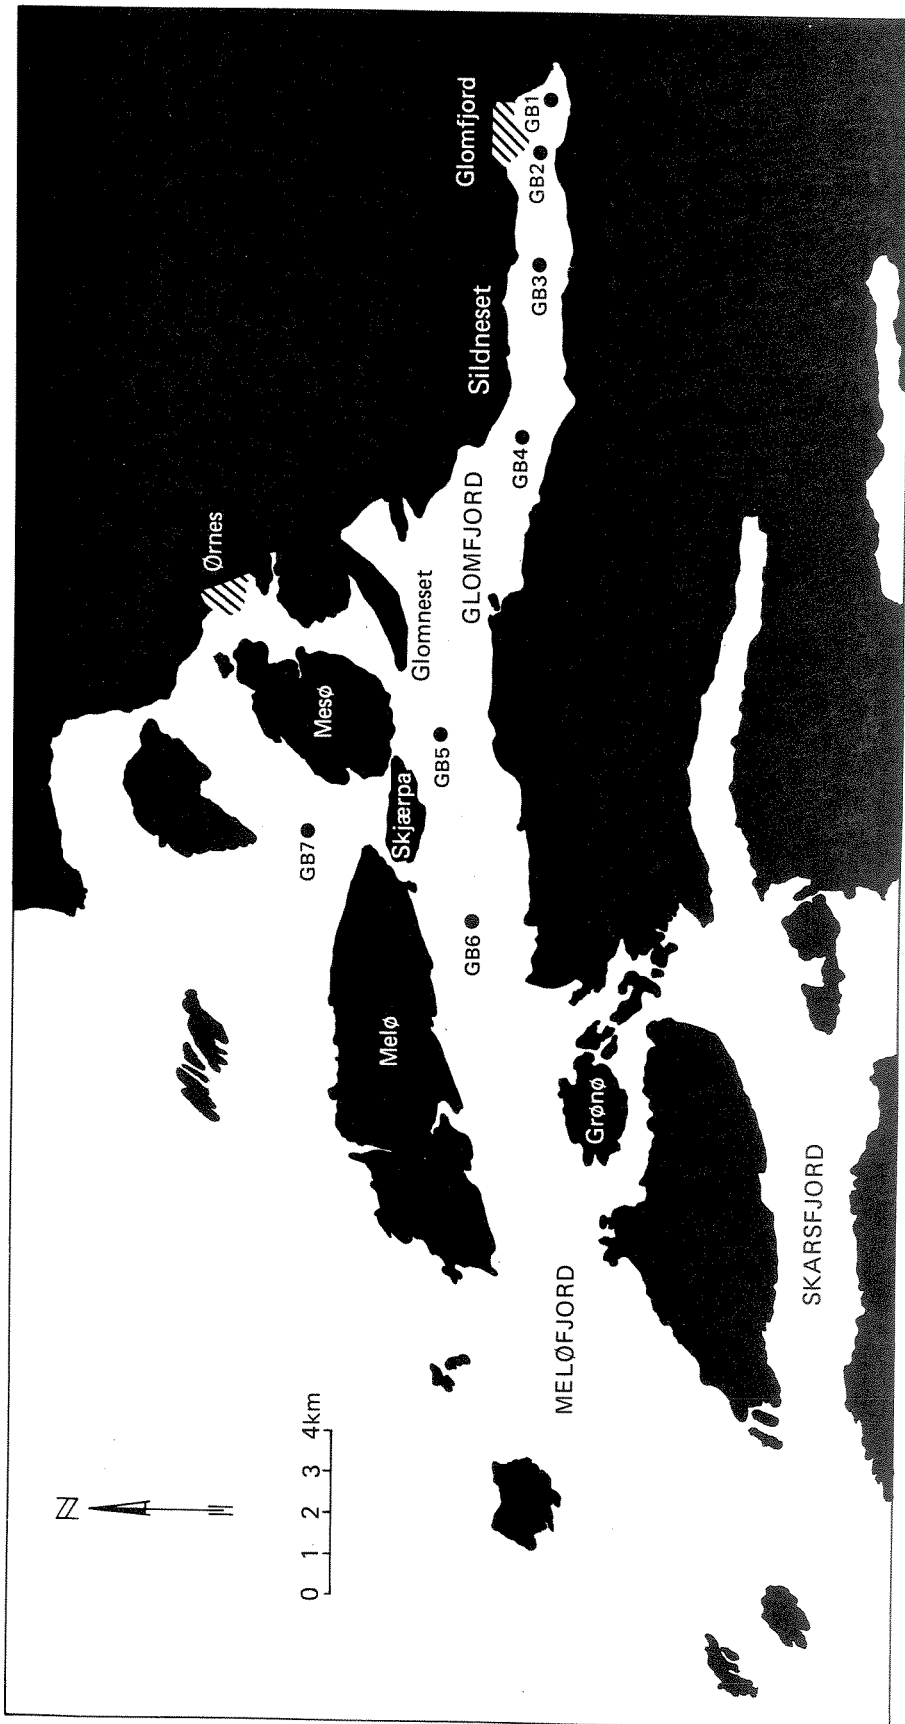 N
Ørnes
0 1 2 3 4km
GB7
Mesø
Melø
Skjærpa
Glomneset
GB5
Glomfjord
GB6
GLOMFJORD
Sildneset
GB4
GB3
GB2
GB1
MELØFJORD
Grønø
SKARSFJORD